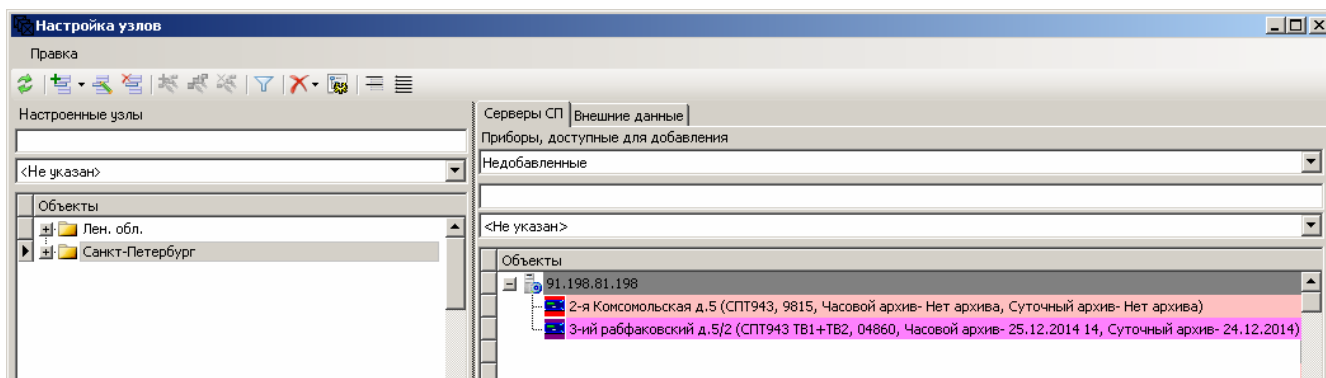 Настройка узлов
Правка
Настроенные узлы
<Не указан>
Объекты
Лен. обл.
Санкт-Петербург
Серверы СП
Внешние данные
Приборы, доступные для добавления
Недобавленные
<Не указан>
Объекты
91.198.81.198
2-я Комсомольская д.5 (СПТ943, 9815, Часовой архив- Нет архива, Суточный архив- Нет архива)
3-ий рабфаковский д.5/2 (СПТ943 ТВ1+ТВ2, 04860, Часовой архив- 25.12.2014 14, Суточный архив- 24.12.2014)